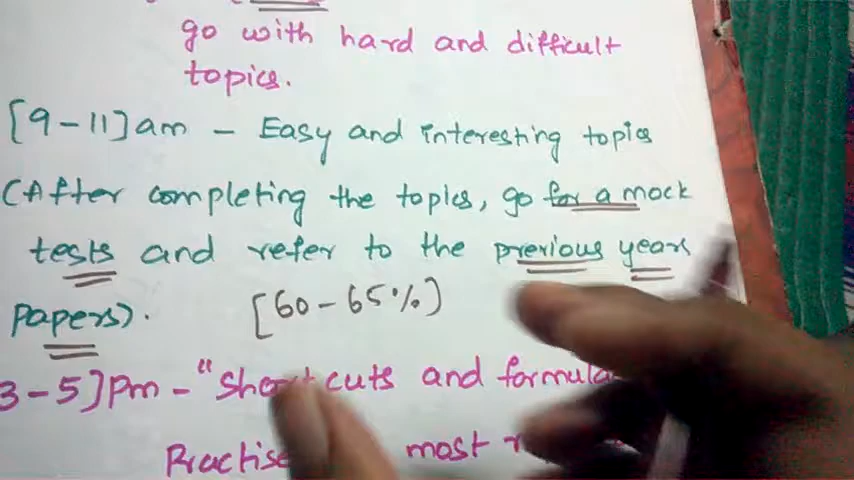 go with hard and difficult
topics.
[9-11]am - Easy and interesting topics
(After completing the topics, go for a mock
tests and refer to the previous years
papers). [60-65%)
3-5]pm - "Short cuts and formula
Practise most